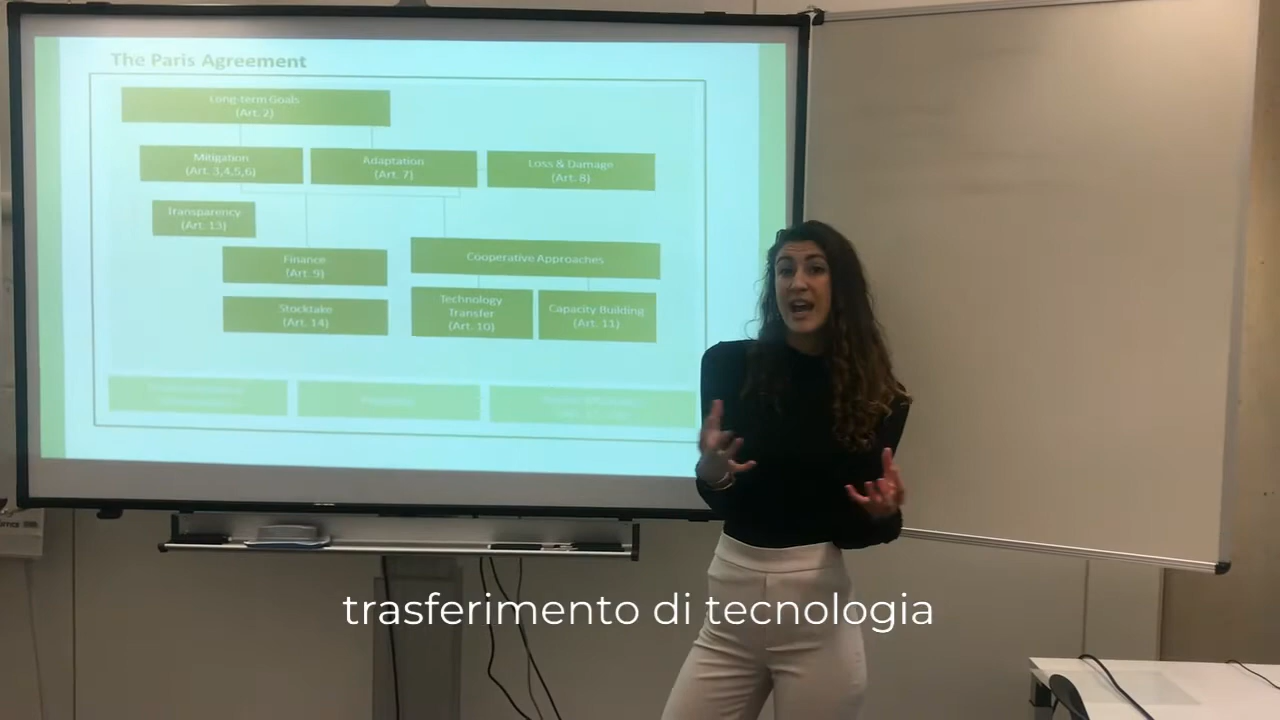 The Paris Agreement
Long-term Goals
(Art. 2)
Mitigation
(Art. 3,4,5,6)
Adaptation
(Art. 7)
Loss & Damage
(Art. 8)
Transparency
(Art. 13)
Finance
(Art. 9)
Cooperative Approaches
Stocktake
(Art. 14)
Technology
Transfer
(Art. 10)
Capacity Building
(Art. 11)
trasferimento di tecnologia